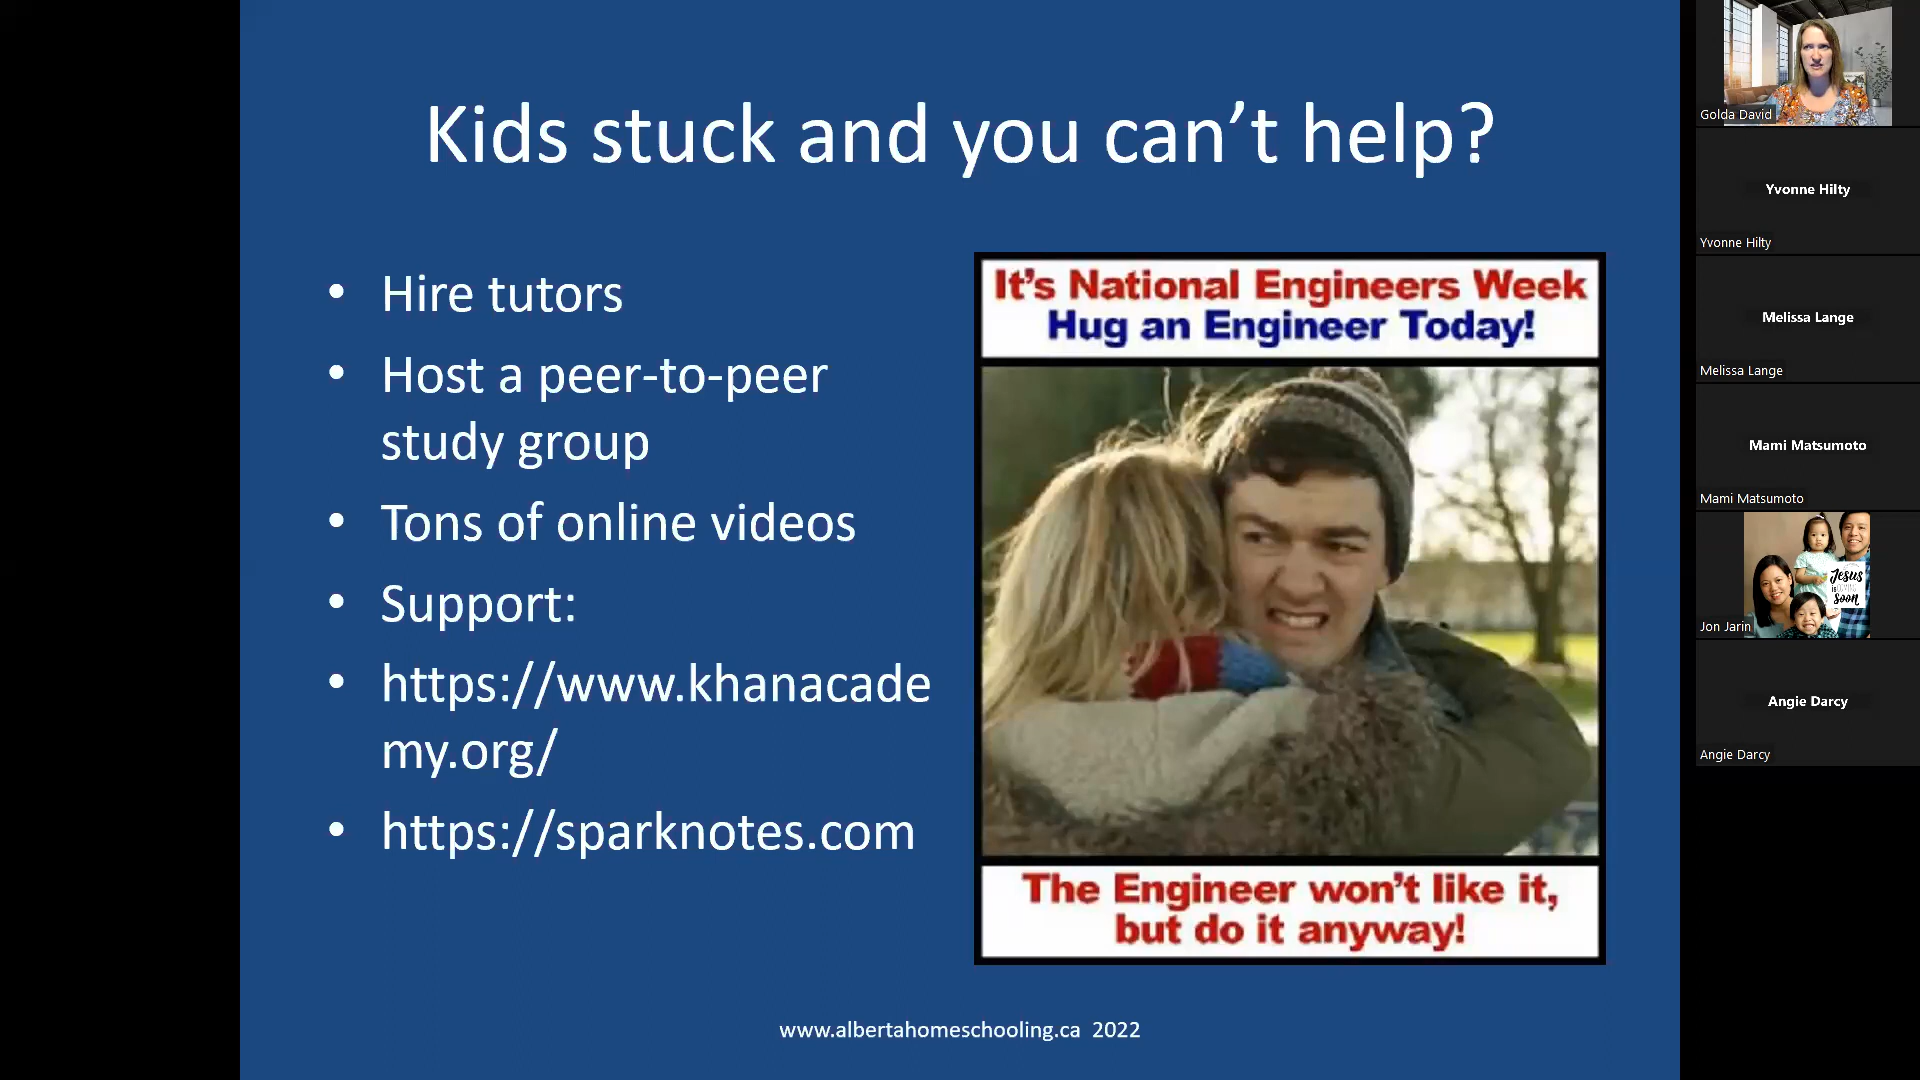 Kids stuck and you can’t help?
• Hire tutors
• Host a peer-to-peer
study group
• Tons of online videos
• Support:
• https://www.khanacade
my.org/
• https://sparknotes.com
It’s National Engineers Week
Hug an Engineer Today!
The Engineer won’t like it,
but do it anyway!
www.albertahomeschooling.ca 2022
Golda David
Yvonne Hilty
Yvonne Hilty
Melissa Lange
Melissa Lange
Mami Matsumoto
Mami Matsumoto
Jesus
soon
Jon Jarin
Angie Darcy
Angie Darcy